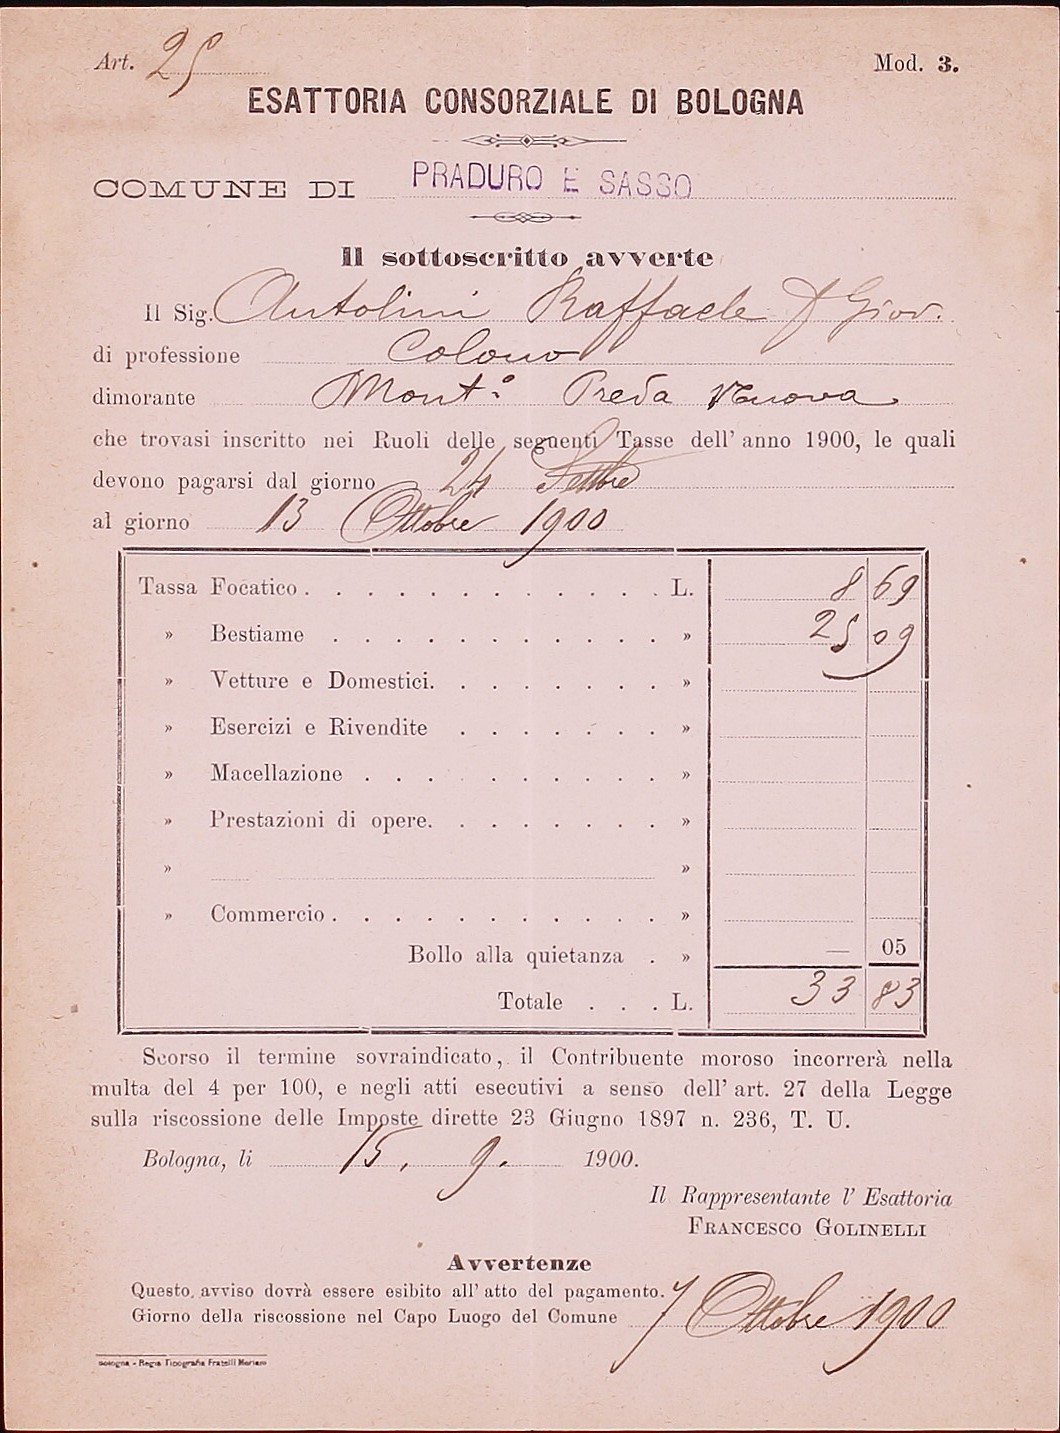 Art. 25 Mod. 3.
ESATTORIA CONSORZIALE DI BOLOGNA
COMUNE DI PRADURO E SASSO
Il sottoscritto avverte
Il Sig. Antolini Raffaele f Giov.
di professione Colono
dimorante Mont.º Preda Nuova
che trovasi inscritto nei Ruoli delle seguenti Tasse dell' anno 1900, le quali
devono pagarsi dal giorno 24 Settbre
al giorno 13 Ottobre 1900
Tassa Focatico . . . . . . . . . . . . L. 8 69
» Bestiame . . . . . . . . . . . » 25 09
» Vetture e Domestici. . . . . . . . »
» Esercizi e Rivendite . . . . . . . »
» Macellazione . . . . . . . . . . »
» Prestazioni di opere. . . . . . . . »
» »
» Commercio . . . . . . . . . . . »
Bollo alla quietanza . » — 05
Totale . . . L. 33 83
Scorso il termine sovraindicato, il Contribuente moroso incorrerà nella
multa del 4 per 100, e negli atti esecutivi a senso dell' art. 27 della Legge
sulla riscossione delle Imposte dirette 23 Giugno 1897 n. 236, T. U.
Bologna, li 15. 9. 1900.
Il Rappresentante l' Esattoria
FRANCESCO GOLINELLI
Avvertenze
Questo avviso dovrà essere esibito all' atto del pagamento.
Giorno della riscossione nel Capo Luogo del Comune 7 Ottobre 1900
Bologna - Regia Tipografia Fratelli Merlani